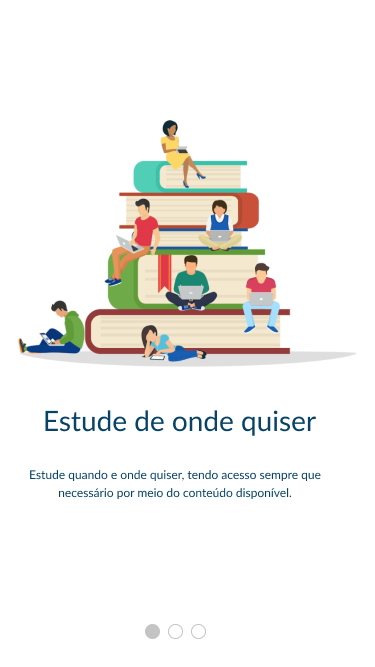 Estude de onde quiser
Estude quando e onde quiser, tendo acesso sempre que
necessário por meio do conteúdo disponível.